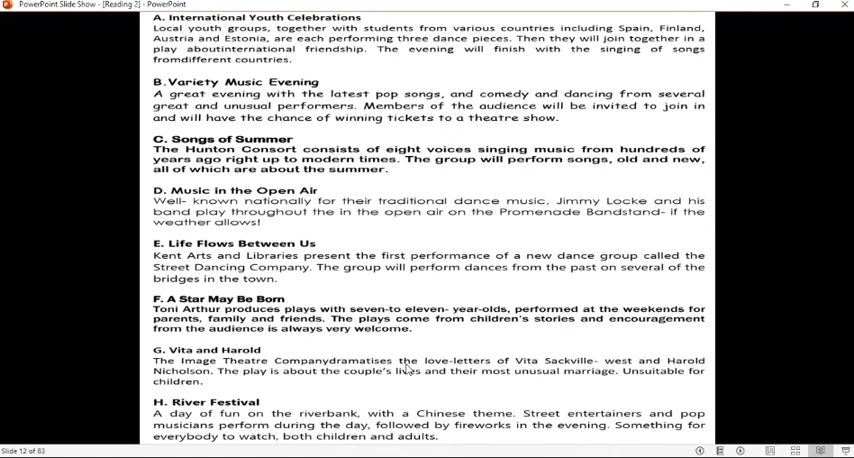 PowerPoint Slide Show - [Reading 2] - PowerPoint
A. International Youth Celebrations
Local youth groups, together with students from various countries including Spain, Finland,
Austria and Estonia, are each performing three dance pieces. Then they will join together in a
play aboutinternational friendship. The evening will finish with the singing of songs
fromdifferent countries.
B.Variety Music Evening
A great evening with the latest pop songs, and comedy and dancing from several
great and unusual performers. Members of the audience will be invited to join in
and will have the chance of winning tickets to a theatre show.
C. Songs of Summer
The Hunton Consort consists of eight voices singing music from hundreds of
years ago right up to modern times. The group will perform songs, old and new,
all of which are about the summer.
D. Music in the Open Air
Well- known nationally for their traditional dance music, Jimmy Locke and his
band play throughout the in the open air on the Promenade Bandstand- if the
weather allows!
E. Life Flows Between Us
Kent Arts and Libraries present the first performance of a new dance group called the
Street Dancing Company. The group will perform dances from the past on several of the
bridges in the town.
F. A Star May Be Born
Toni Arthur produces plays with seven-to eleven- year-olds, performed at the weekends for
parents, family and friends. The plays come from children's stories and encouragement
from the audience is always very welcome.
G. Vita and Harold
The Image Theatre Companydramatises the love-letters of Vita Sackville- west and Harold
Nicholson. The play is about the couple's lives and their most unusual marriage. Unsuitable for
children.
H. River Festival
A day of fun on the riverbank, with a Chinese theme. Street entertainers and pop
musicians perform during the day, followed by fireworks in the evening. Something for
everybody to watch, both children and adults.
Slide 12 of 83